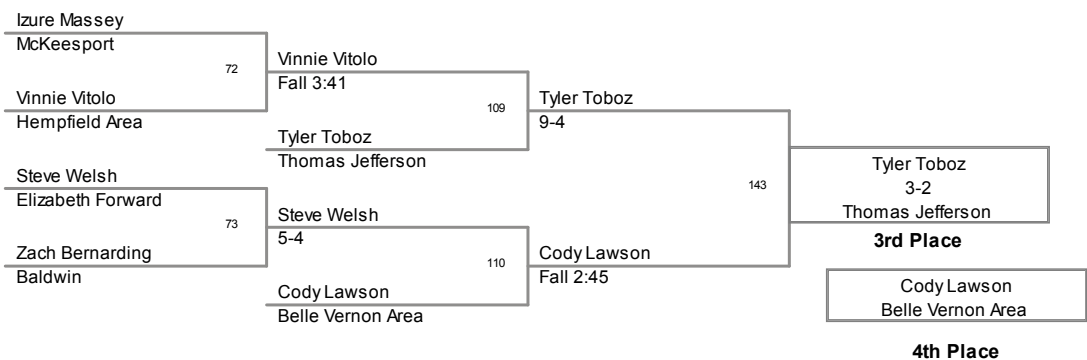 Izure Massey
McKeesport
72
Vinnie Vitolo
Hempfield Area
Vinnie Vitolo
Fall 3:41
109
Tyler Toboz
Thomas Jefferson
Tyler Toboz
9-4
Steve Welsh
Elizabeth Forward
73
Zach Bernarding
Baldwin
Steve Welsh
5-4
110
Cody Lawson
Belle Vernon Area
Cody Lawson
Fall 2:45
143
Tyler Toboz
3-2
Thomas Jefferson
3rd Place
Cody Lawson
Belle Vernon Area
4th Place